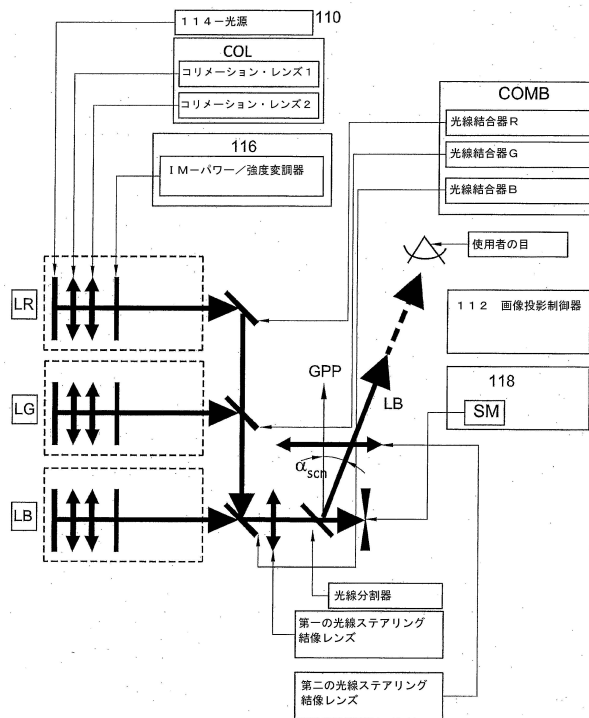 114－光源
110
COL
コリメーション・レンズ１
コリメーション・レンズ２
116
ＩＭ－パワー／強度変調器
COMB
光線結合器Ｒ
光線結合器Ｇ
光線結合器Ｂ
使用者の目
１１２　画像投影制御器
118
SM
LR
LG
LB
GPP
LB
αscn
光線分割器
第一の光線ステアリング
結像レンズ
第二の光線ステアリング
結像レンズ